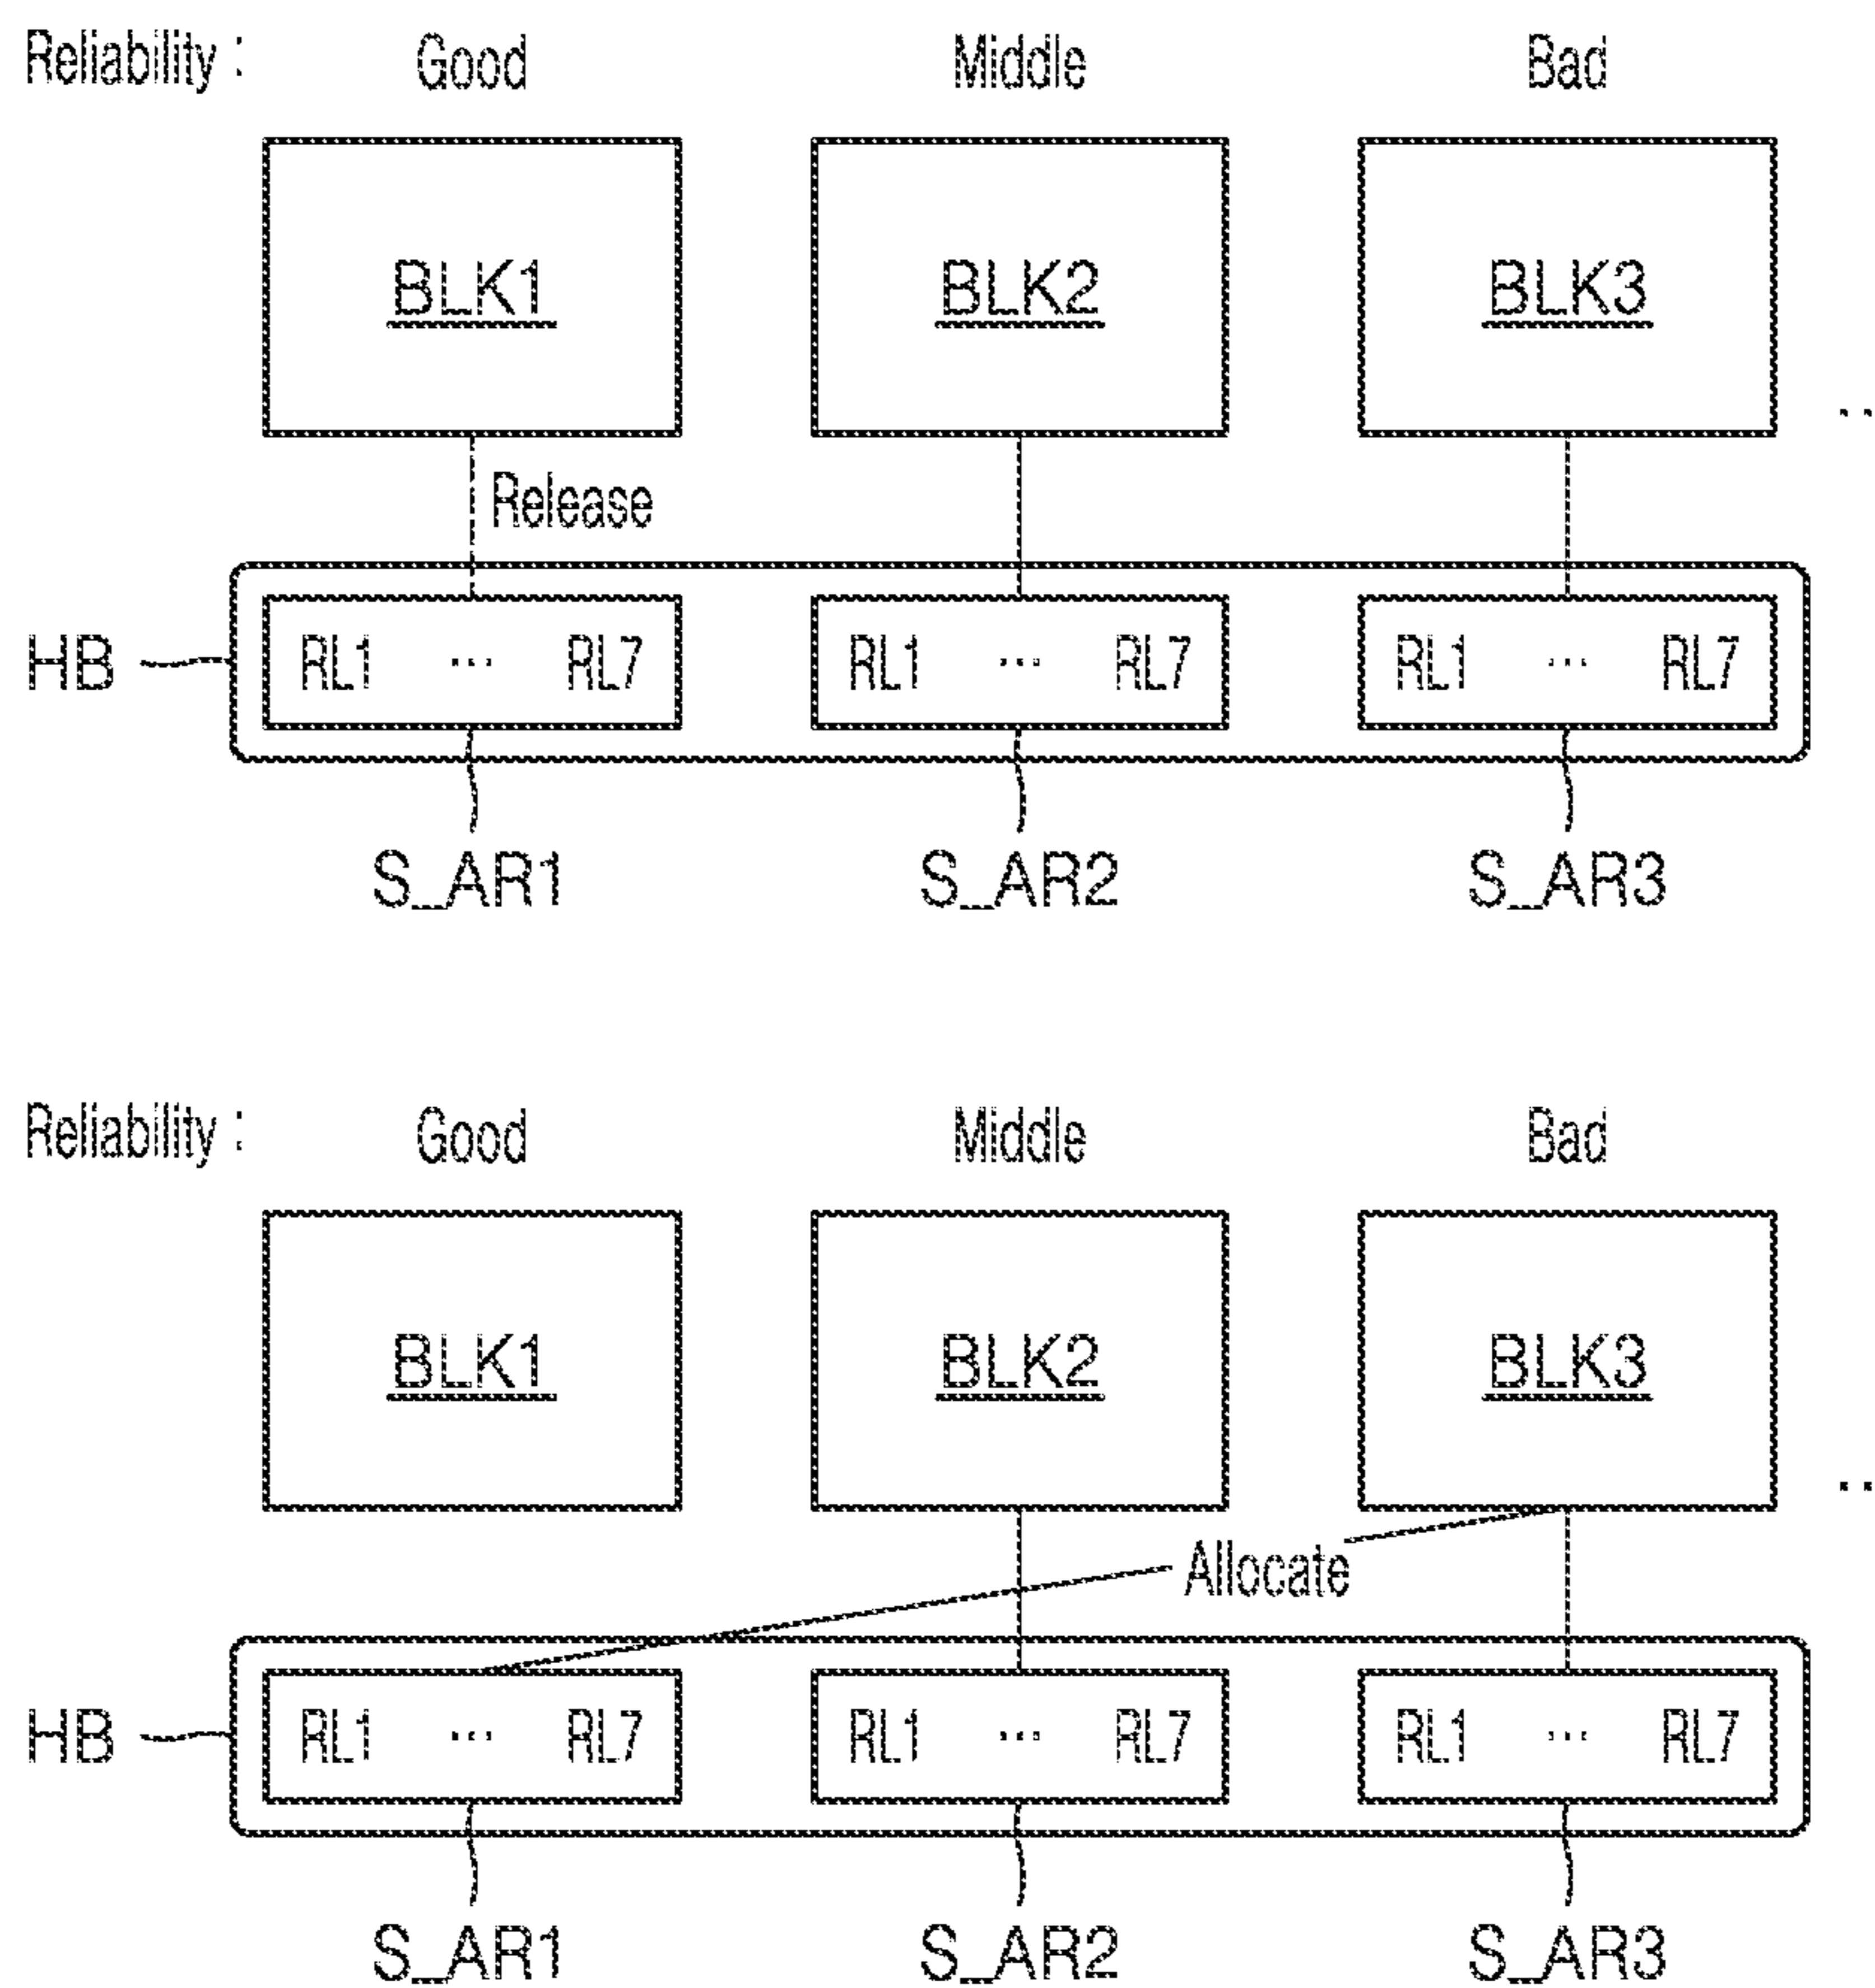 Reliability : Good Middle Bad
BLK1 BLK2 BLK3
..
Release
HB RL1 ... RL7 RL1 ... RL7 RL1 ... RL7
S_AR1 S_AR2 S_AR3
Reliability : Good Middle Bad
BLK1 BLK2 BLK3
..
Allocate
HB RL1 ... RL7 RL1 ... RL7 RL1 ... RL7
S_AR1 S_AR2 S_AR3